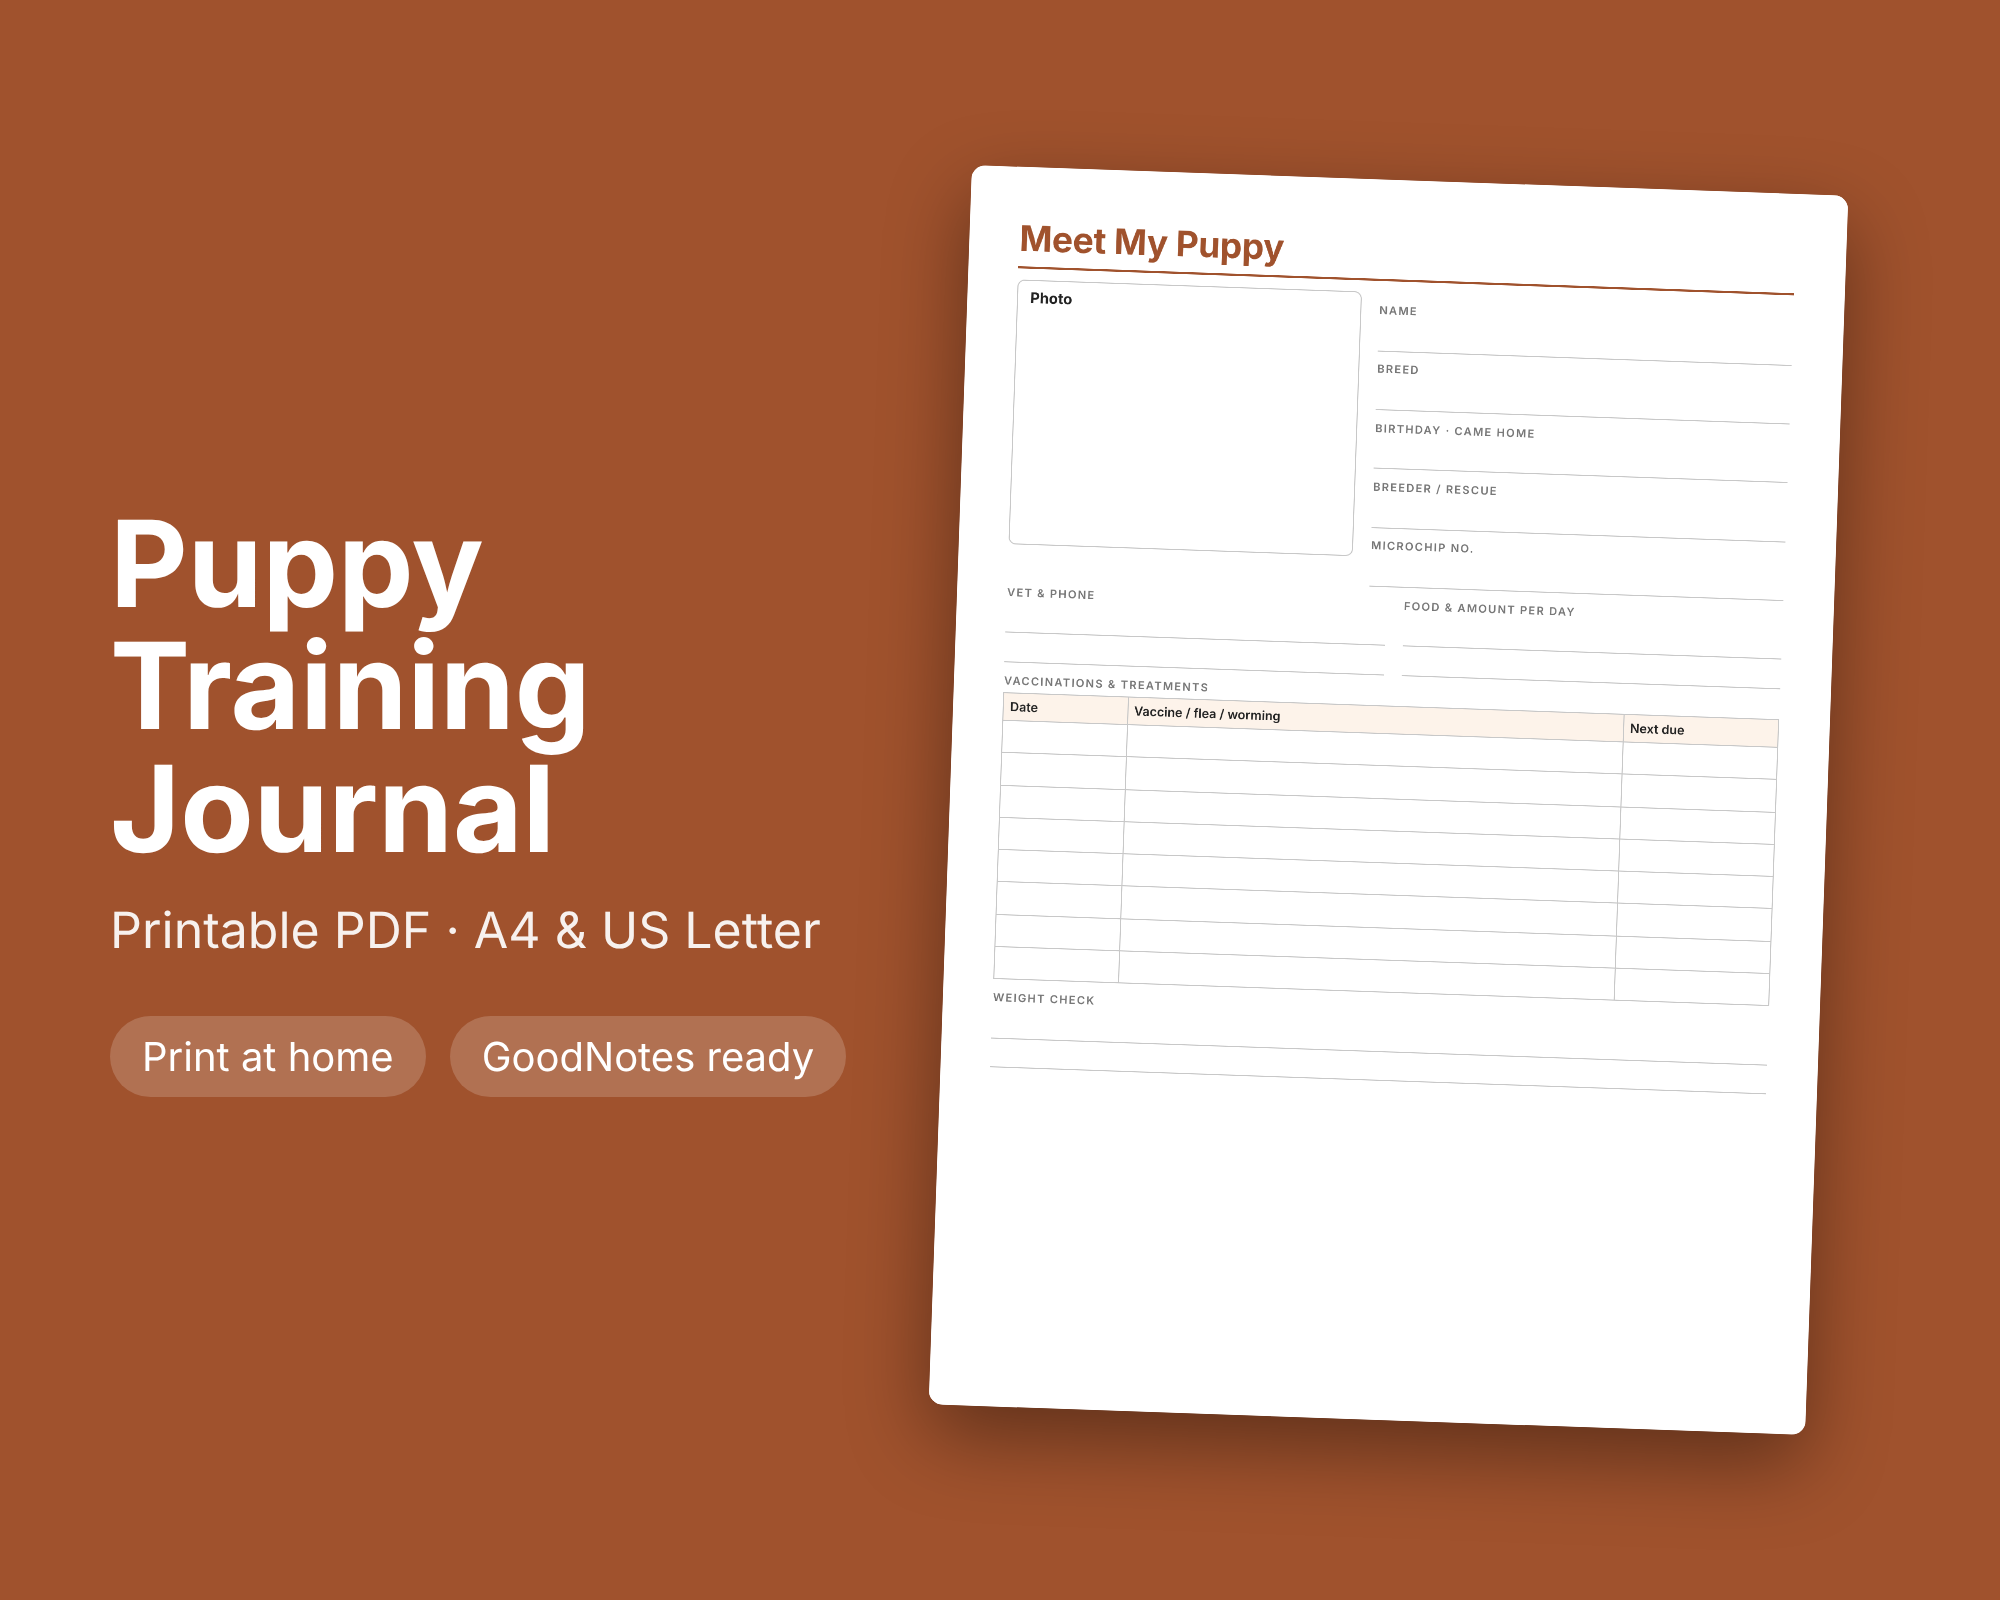 Puppy
Training
Journal
Printable PDF · A4 & US Letter
Print at home
GoodNotes ready
Meet My Puppy
Photo
NAME
BREED
BIRTHDAY · CAME HOME
BREEDER / RESCUE
MICROCHIP NO.
VET & PHONE
FOOD & AMOUNT PER DAY
VACCINATIONS & TREATMENTS
Date
Vaccine / flea / worming
Next due
WEIGHT CHECK